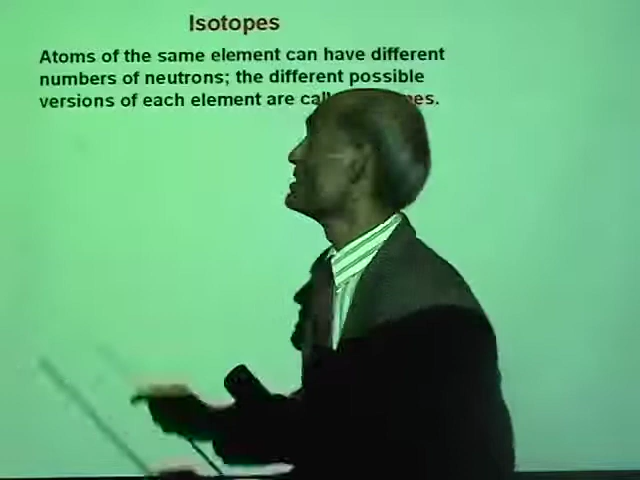 Isotopes
Atoms of the same element can have different
numbers of neutrons; the different possible
versions of each element are